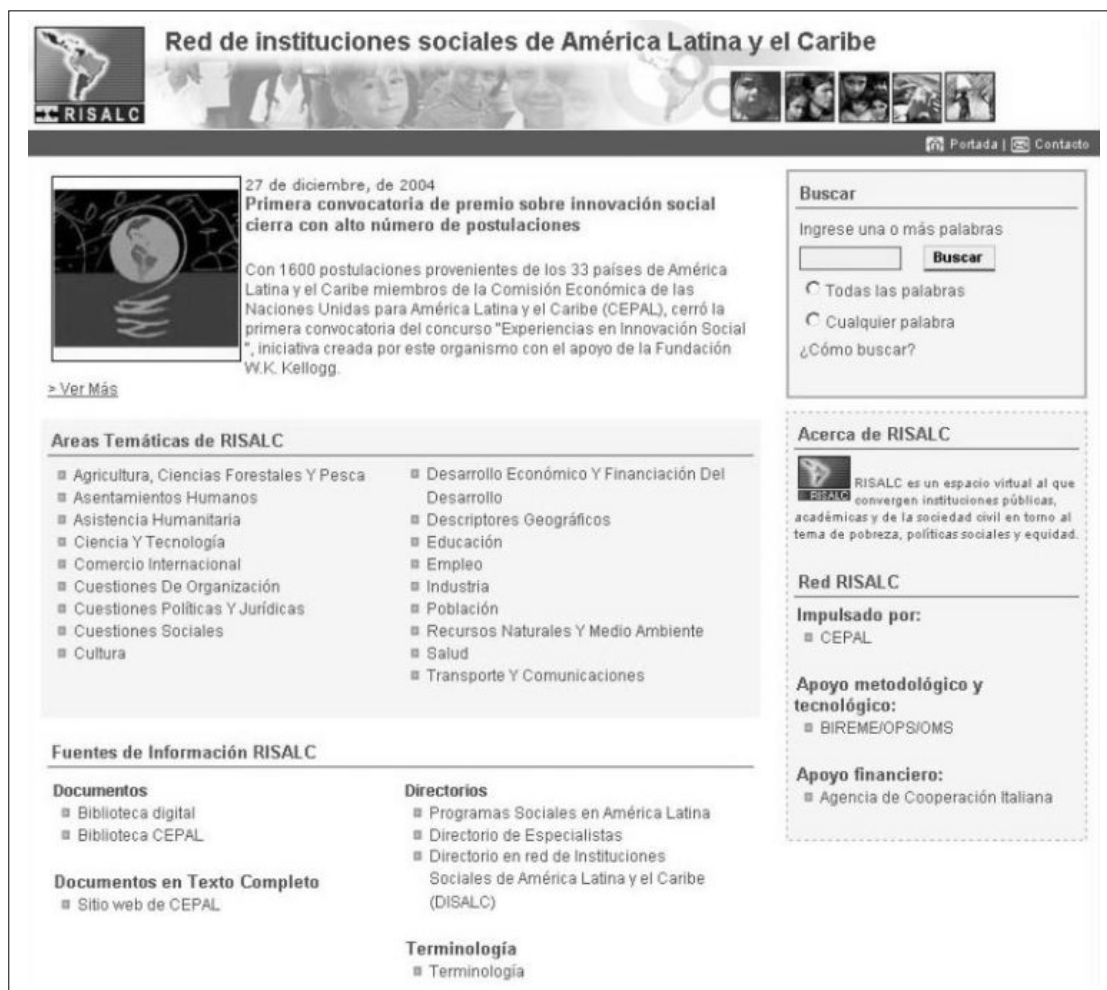 Red de instituciones sociales de América Latina y el Caribe
RISALC
Portada | Contacto
27 de diciembre, de 2004
Primera convocatoria de premio sobre innovación social
cierra con alto número de postulaciones
Con 1600 postulaciones provenientes de los 33 países de América
Latina y el Caribe miembros de la Comisión Económica de las
Naciones Unidas para América Latina y el Caribe (CEPAL), cerró la
primera convocatoria del concurso "Experiencias en Innovación Social
", iniciativa creada por este organismo con el apoyo de la Fundación
W.K. Kellogg.
> Ver Más
Buscar
Ingrese una o más palabras
Buscar
Todas las palabras
Cualquier palabra
¿Cómo buscar?
Areas Temáticas de RISALC
Agricultura, Ciencias Forestales Y Pesca
Asentamientos Humanos
Asistencia Humanitaria
Ciencia Y Tecnología
Comercio Internacional
Cuestiones De Organización
Cuestiones Políticas Y Jurídicas
Cuestiones Sociales
Cultura
Desarrollo Económico Y Financiación Del
Desarrollo
Descriptores Geográficos
Educación
Empleo
Industria
Población
Recursos Naturales Y Medio Ambiente
Salud
Transporte Y Comunicaciones
Acerca de RISALC
RISALC
RISALC es un espacio virtual al que
convergen instituciones públicas,
académicas y de la sociedad civil en torno al
tema de pobreza, políticas sociales y equidad.
Red RISALC
Impulsado por:
CEPAL
Apoyo metodológico y
tecnológico:
BIREME/OPS/OMS
Apoyo financiero:
Agencia de Cooperación Italiana
Fuentes de Información RISALC
Documentos
Biblioteca digital
Biblioteca CEPAL
Documentos en Texto Completo
Sitio web de CEPAL
Directorios
Programas Sociales en América Latina
Directorio de Especialistas
Directorio en red de Instituciones
Sociales de América Latina y el Caribe
(DISALC)
Terminología
Terminología